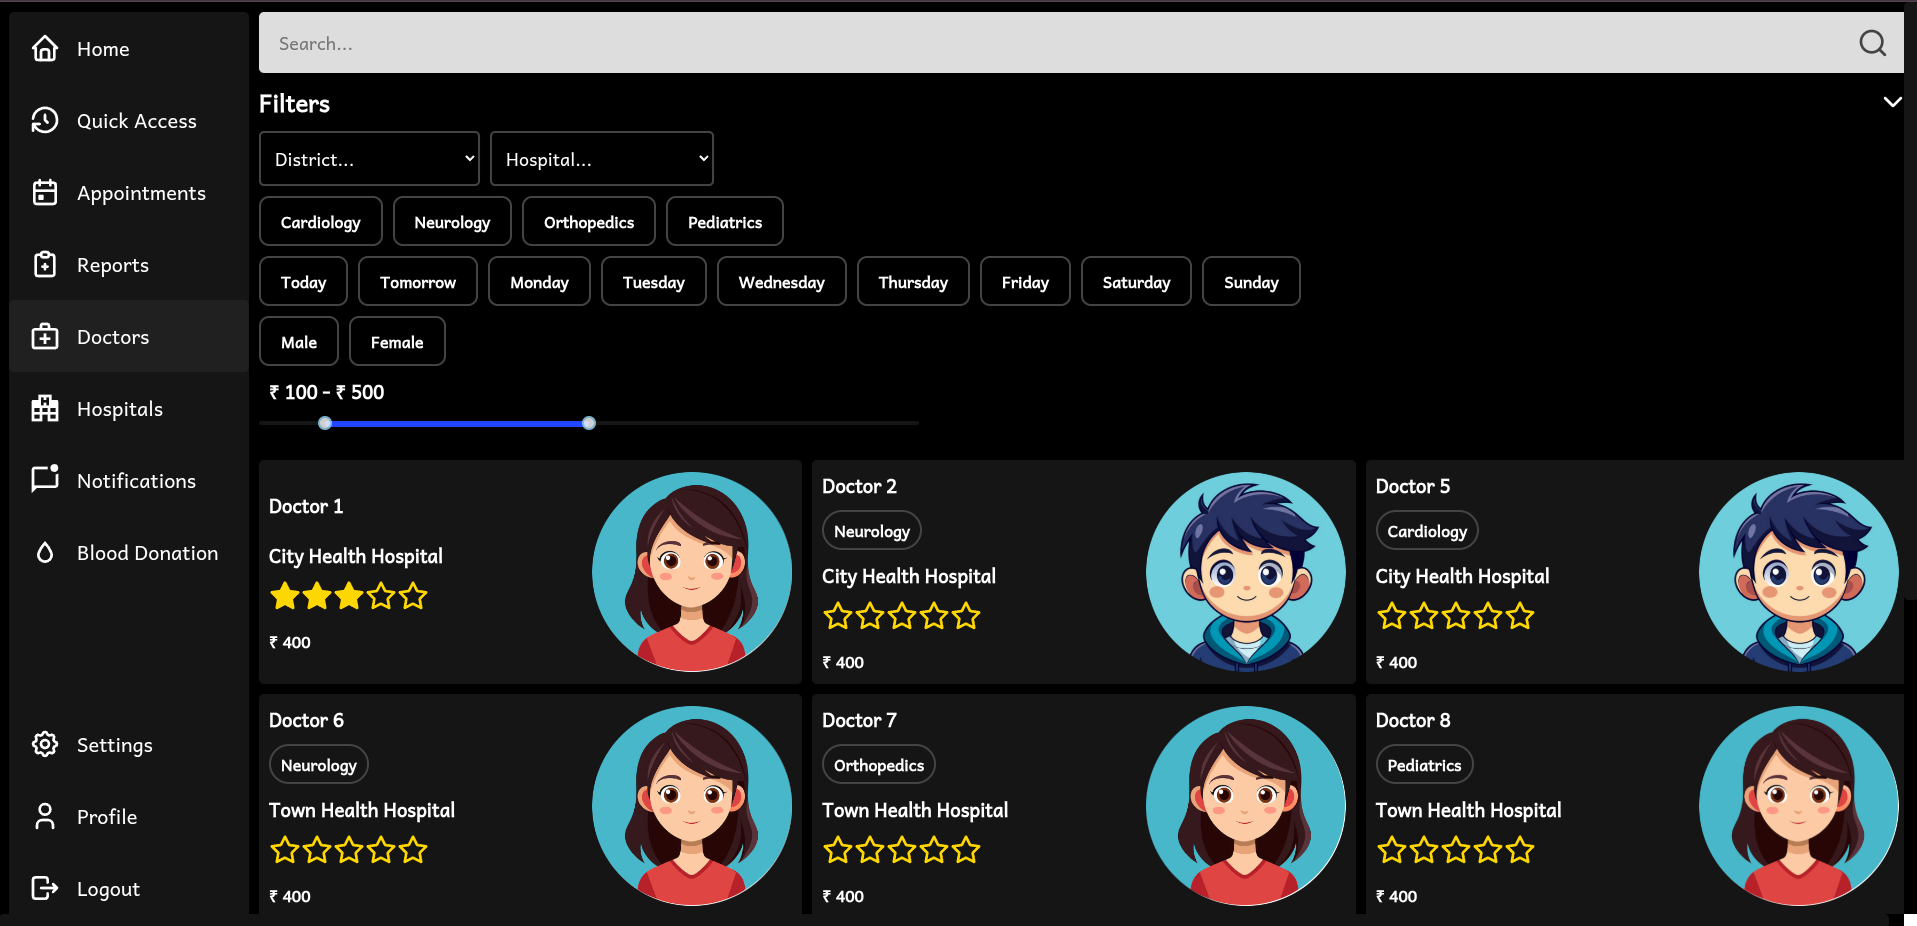 Home
Quick Access
Appointments
Reports
Doctors
Hospitals
Notifications
Blood Donation
Settings
Profile
Logout
Search...
Filters
District...
Hospital...
Cardiology Neurology Orthopedics Pediatrics
Today Tomorrow Monday Tuesday Wednesday Thursday Friday Saturday Sunday
Male Female
₹ 100 - ₹ 500
Doctor 1
City Health Hospital
₹ 400
Doctor 2
Neurology
City Health Hospital
₹ 400
Doctor 5
Cardiology
City Health Hospital
₹ 400
Doctor 6
Neurology
Town Health Hospital
₹ 400
Doctor 7
Orthopedics
Town Health Hospital
₹ 400
Doctor 8
Pediatrics
Town Health Hospital
₹ 400